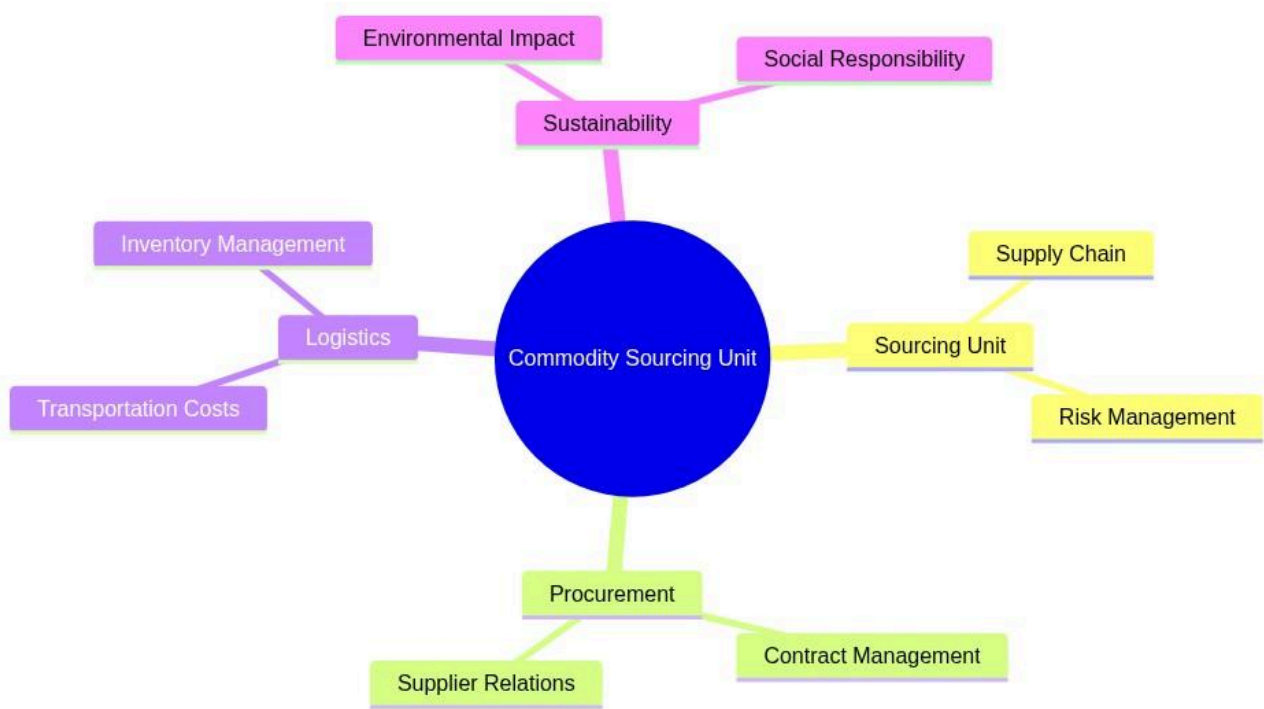 Environmental Impact
Social Responsibility
Sustainability
Inventory Management
Supply Chain
Logistics
Sourcing Unit
Commodity Sourcing Unit
Transportation Costs
Risk Management
Procurement
Contract Management
Supplier Relations